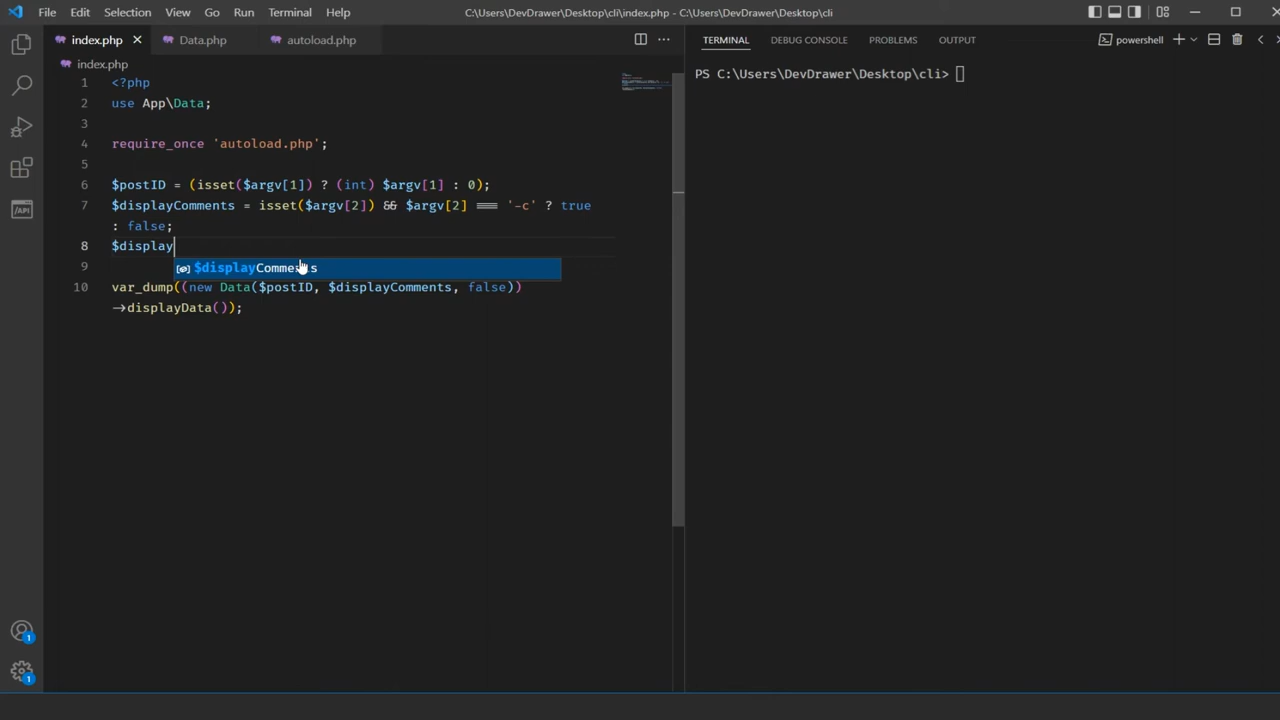 File Edit Selection View Go Run Terminal Help
C:\Users\DevDrawer\Desktop\cli\index.php - C:\Users\DevDrawer\Desktop\cli
index.php Data.php autoload.php
index.php
1 <?php
2 use App\Data;
3
4 require_once 'autoload.php';
5
6 $postID = (isset($argv[1]) ? (int) $argv[1] : 0);
7 $displayComments = isset($argv[2]) && $argv[2] === '-c' ? true
: false;
8 $display
$displayComments
9
10 var_dump((new Data($postID, $displayComments, false))
->displayData());
TERMINAL DEBUG CONSOLE PROBLEMS OUTPUT
powershell
PS C:\Users\DevDrawer\Desktop\cli>
/API
1
1